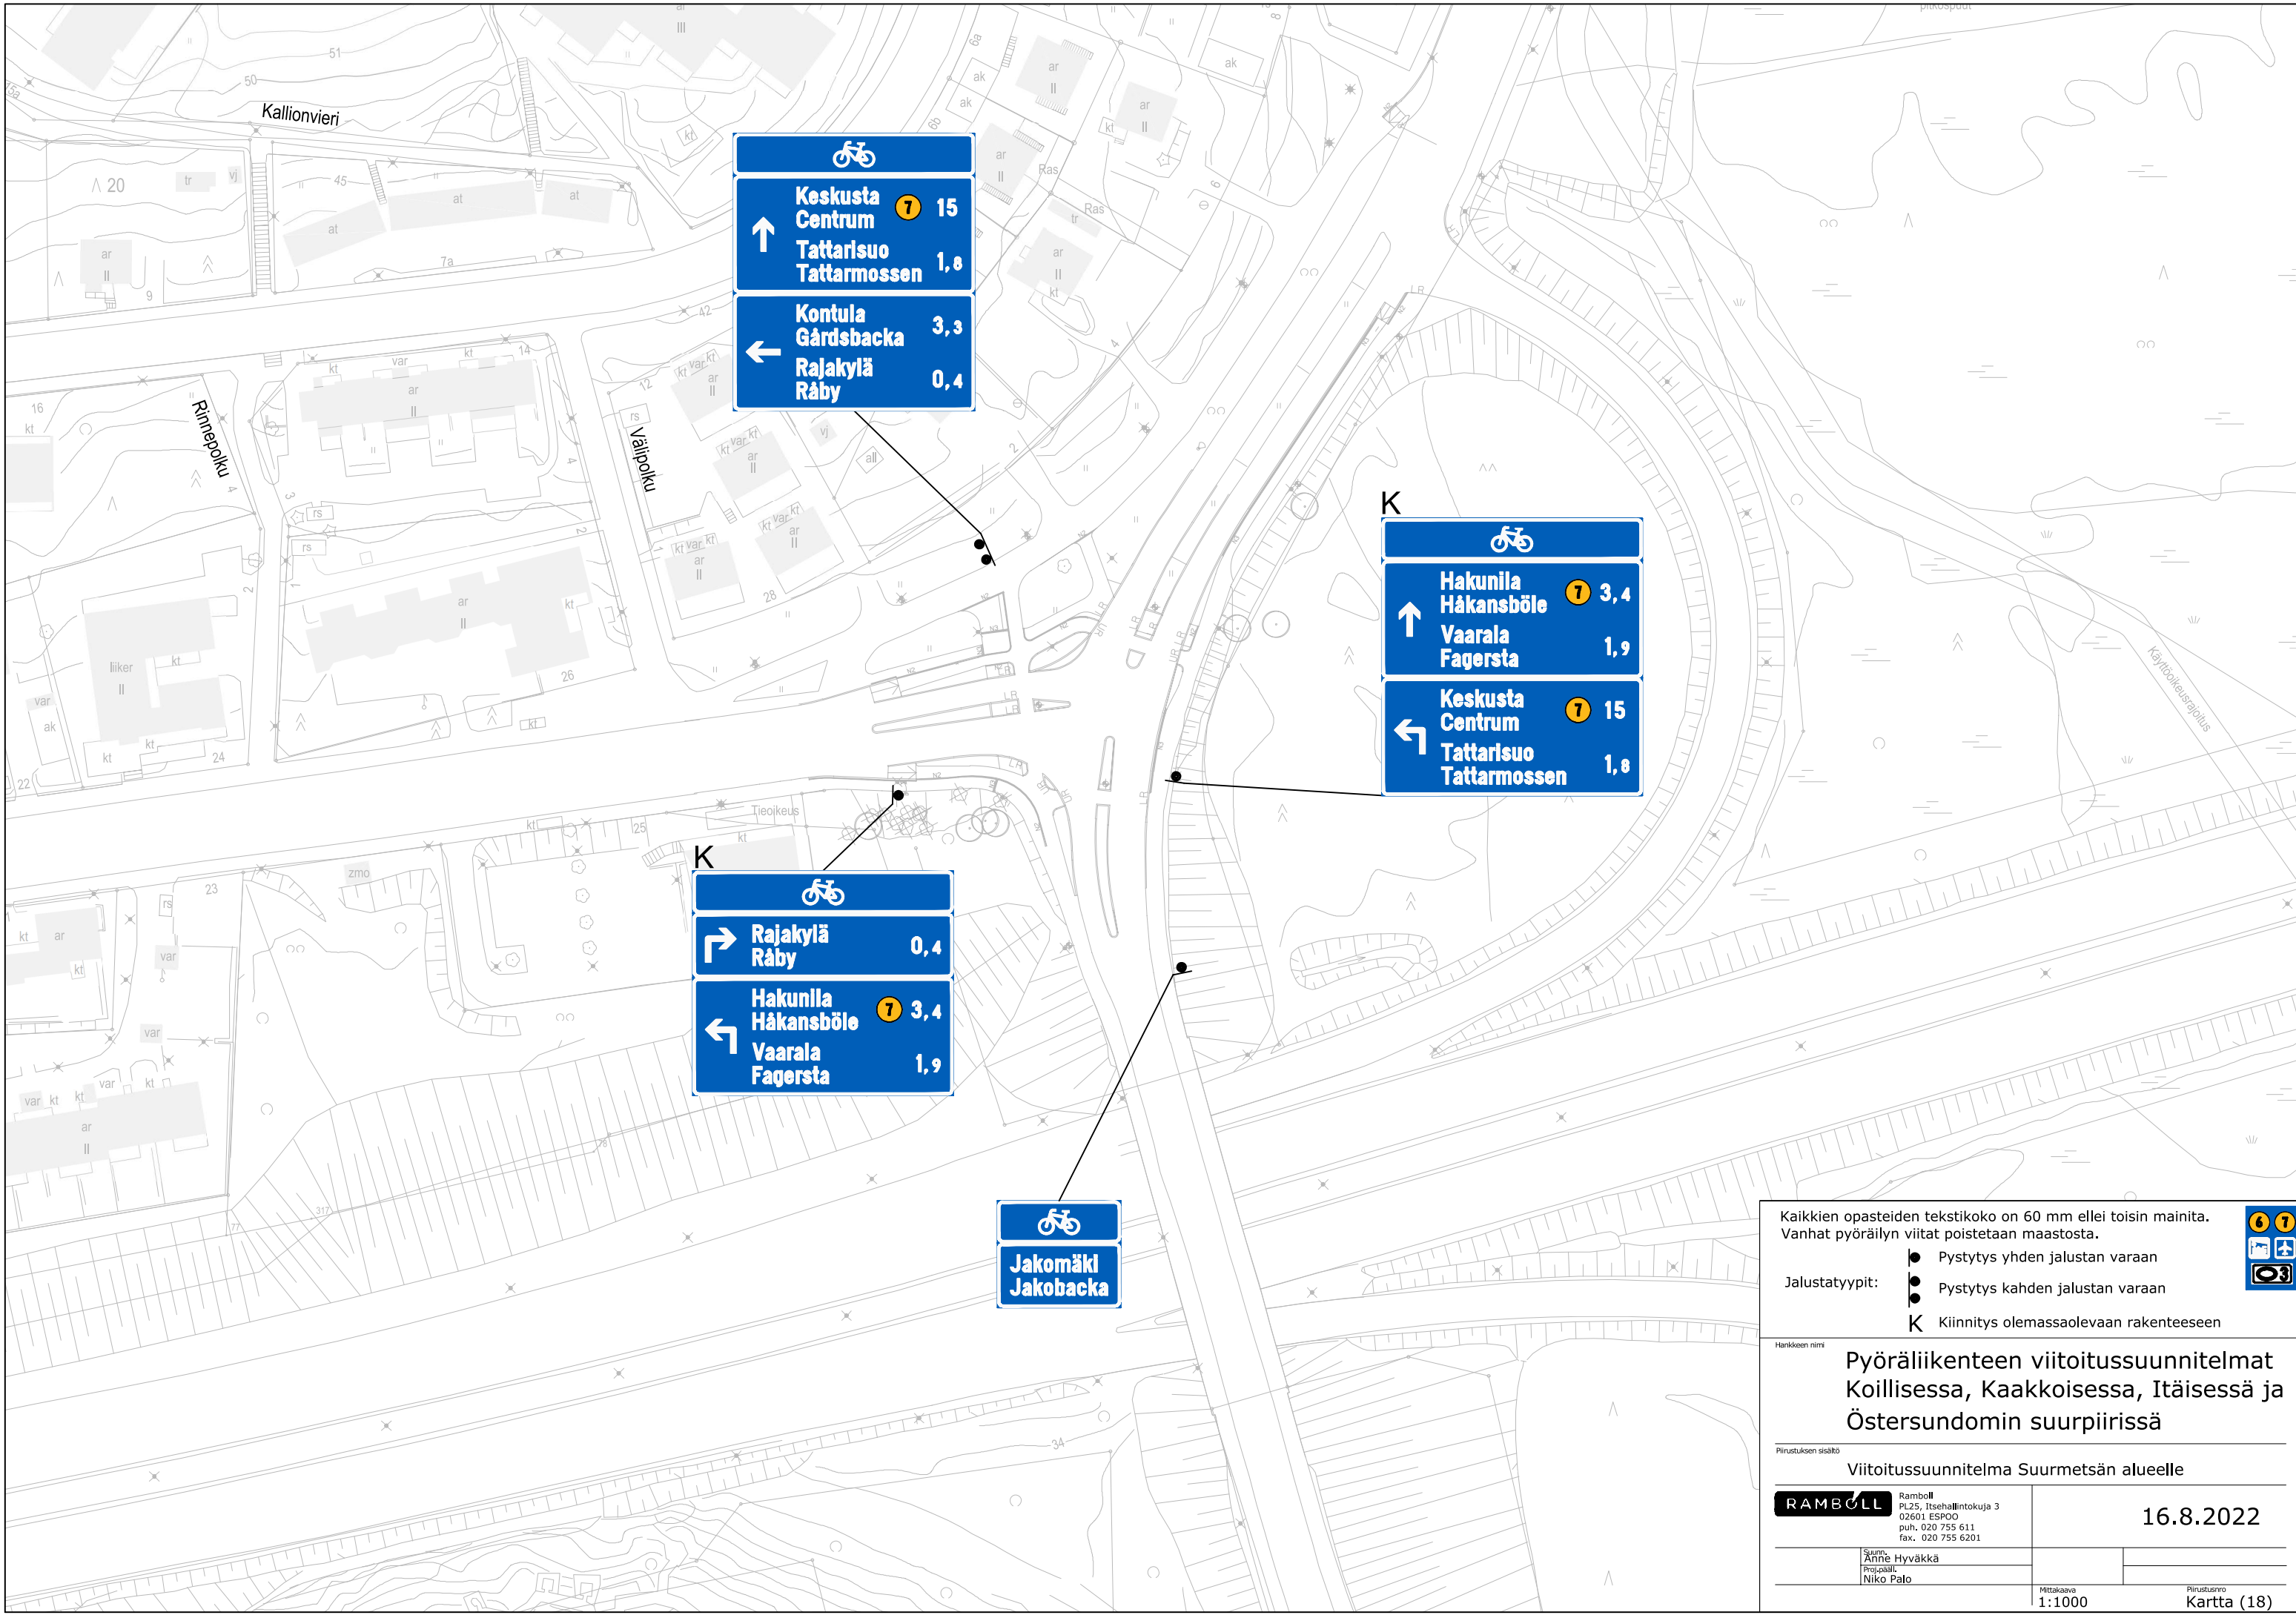 Kallionvieri
Rinnepolku
Välipolku
Keskusta
Centrum 7 15
Tattarisuo
Tattarmossen 1,8
Kontula
Gårdsbacka 3,3
Rajakylä
Råby 0,4
K
Hakunila
Håkansböle 7 3,4
Vaarala
Fagersta 1,9
Keskusta
Centrum 7 15
Tattarisuo
Tattarmossen 1,8
Tieoikeus
Käyttöoikeusrajoitus
K
Rajakylä
Råby 0,4
Hakunila
Håkansböle 7 3,4
Vaarala
Fagersta 1,9
Jakomäki
Jakobacka
Kaikkien opasteiden tekstikoko on 60 mm ellei toisin mainita.
Vanhat pyöräilyn viitat poistetaan maastosta.
6 7
Jalustatyypit:
Pystytys yhden jalustan varaan
Pystytys kahden jalustan varaan
K Kiinnitys olemassaolevaan rakenteeseen
Hankkeen nimi
Pyöräliikenteen viitoitussuunnitelmat
Koillisessa, Kaakkoisessa, Itäisessä ja
Östersundomin suurpiirissä
Piirustuksen sisältö
Viitoitussuunnitelma Suurmetsän alueelle
RAMBOLL
Ramboll
PL25, Itsehallintokuja 3
02601 ESPOO
puh. 020 755 611
fax. 020 755 6201
16.8.2022
Suunn.
Anne Hyväkkä
Proj.pääll.
Niko Palo
Mittakaava
1:1000
Piirustusnro
Kartta (18)